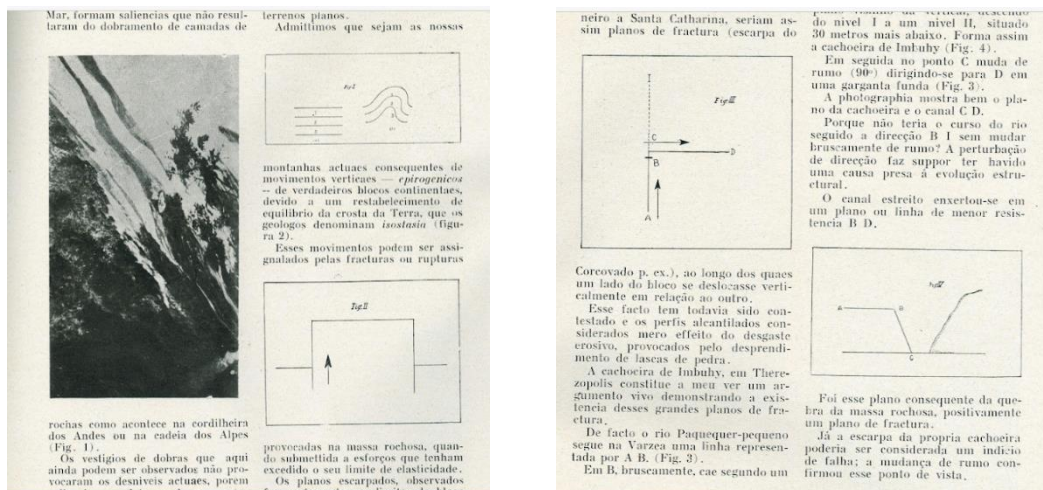 Mar, formam saliencias que não resul-
taram do dobramento de camadas de
rochas como acontece na cordilheira
dos Andes ou na cadeia dos Alpes
(Fig. 1).
Os vestigios de dobras que aqui
ainda podem ser observados não pro-
vocaram os desniveis actuaes, porem
terrenos planos.
Admittimos que sejam as nossas
montanhas actuaes consequentes de
movimentos verticaes — epirogenicos
-- de verdadeiros blocos continentaes,
devido a um restabelecimento de
equilibrio da crosta da Terra, que os
geologos denominam isostasia (figu-
ra 2).
Esses movimentos podem ser assi-
gnalados pelas fracturas ou rupturas
Fig. II
provocadas na massa rochosa, quan-
do submettida a esforços que tenham
excedido o seu limite de elasticidade.
Os planos escarpados, observados
neiro a Santa Catharina, seriam as-
sim planos de fractura (escarpa do
Fig. III
I
C
D
B
A
Corcovado p. ex.), ao longo dos quaes
um lado do bloco se deslocasse verti-
calmente em relação ao outro.
Esse facto tem todavia sido con-
testado e os perfis alcantilados con-
siderados mero effeito do desgaste
erosivo, provocados pelo desprendi-
mento de lascas de pedra.
A cachoeira de Imbuhy, em There-
zopolis constitue a meu ver um ar-
gumento vivo demonstrando a exis-
tencia desses grandes planos de fra-
ctura.
De facto o rio Paquequer-pequeno
segue na Varzea uma linha represen-
tada por A B. (Fig. 3).
Em B, bruscamente, cae segundo um
do nivel I a um nivel II, situado
30 metros mais abaixo. Forma assim
a cachoeira de Imbuhy (Fig. 4).
Em seguida no ponto C muda de
rumo (90º) dirigindo-se para D em
uma garganta funda (Fig. 3).
A photographia mostra bem o pla-
no da cachoeira e o canal C D.
Porque não teria o curso do rio
seguido a direcção B I sem mudar
bruscamente de rumo? A perturbação
de direcção faz suppor ter havido
uma causa presa á evolução estru-
ctural.
O canal estreito enxertou-se em
um plano ou linha de menor resis-
tencia B D.
A
B
C
Foi esse plano consequente da que-
bra da massa rochosa, positivamente
um plano de fractura.
Já a escarpa da propria cachoeira
poderia ser considerada um indicio
de falha; a mudança de rumo con-
firmou esse ponto de vista.